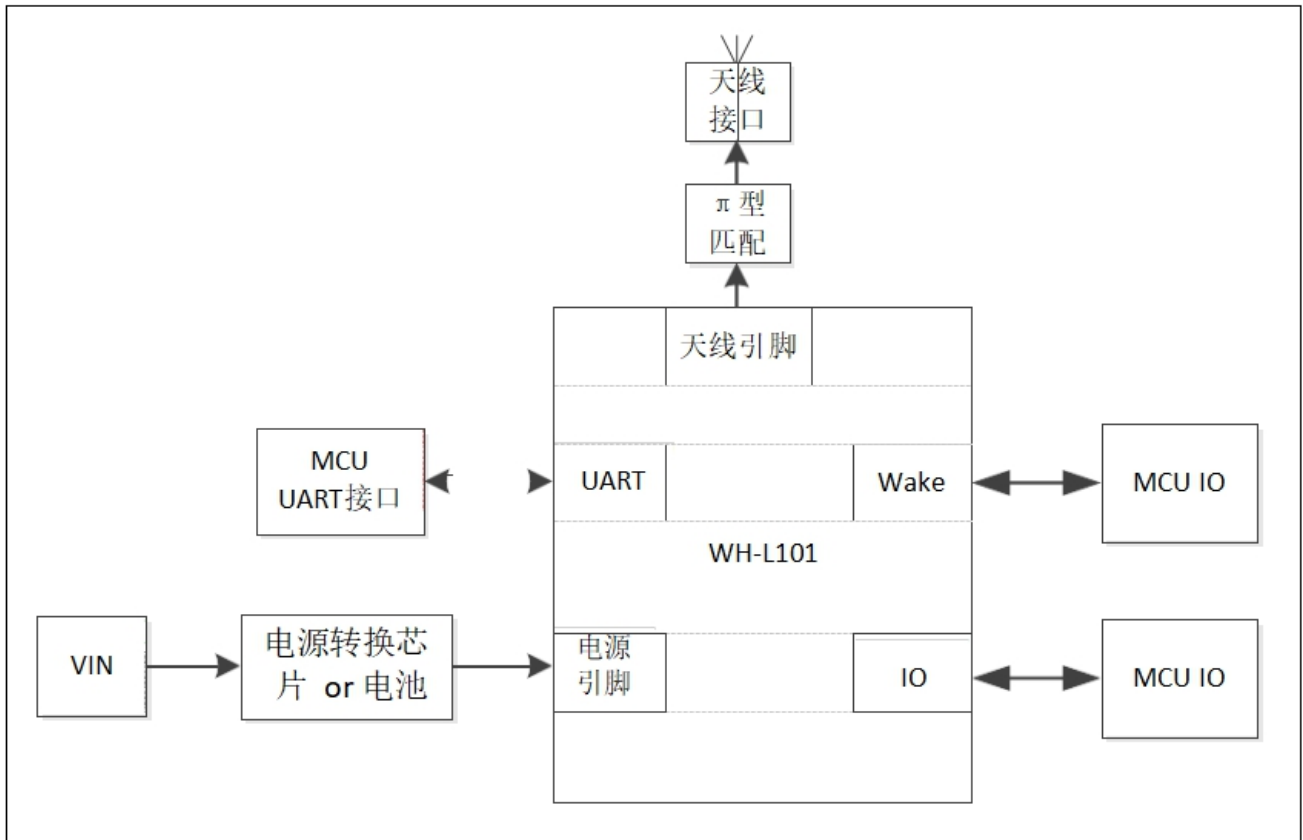 天线
接口
π型
匹配
天线引脚
MCU
UART接口
UART
Wake
MCU IO
WH-L101
VIN
电源转换芯
片 or 电池
电源
引脚
IO
MCU IO